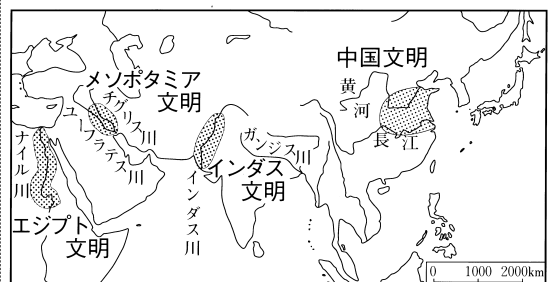 中国文明
メソポタミア
文明
黄河
チグリス川
ユーフラテス川
ガンジス川
長江
ナイル川
インダス
文明
インダス川
エジプト
文明
0 1000 2000km